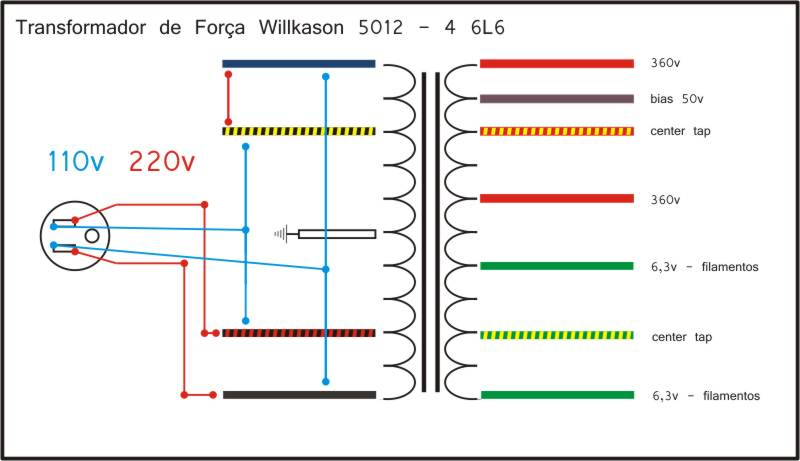 Transformador de Força Willkason 5012 - 4 6L6
360v
bias 50v
center tap
110v 220v
360v
6,3v - filamentos
center tap
6,3v - filamentos